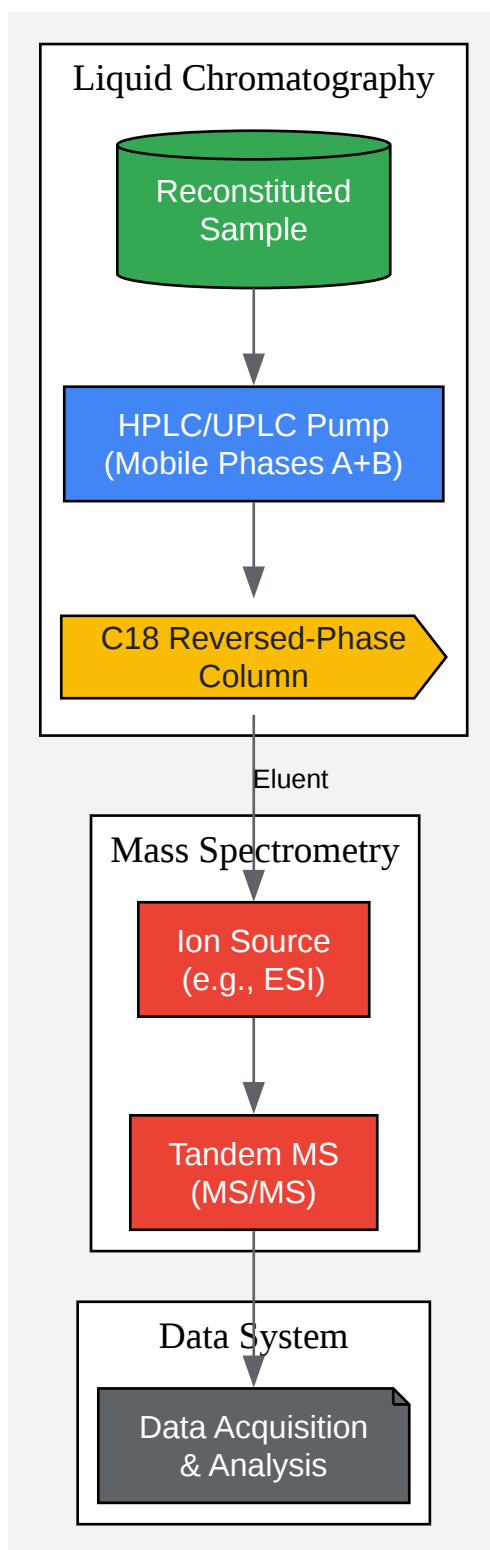 Liquid Chromatography
Reconstituted
Sample
HPLC/UPLC Pump
(Mobile Phases A+B)
C18 Reversed-Phase
Column
Eluent
Mass Spectrometry
Ion Source
(e.g., ESI)
Tandem MS
(MS/MS)
Data System
Data Acquisition
& Analysis